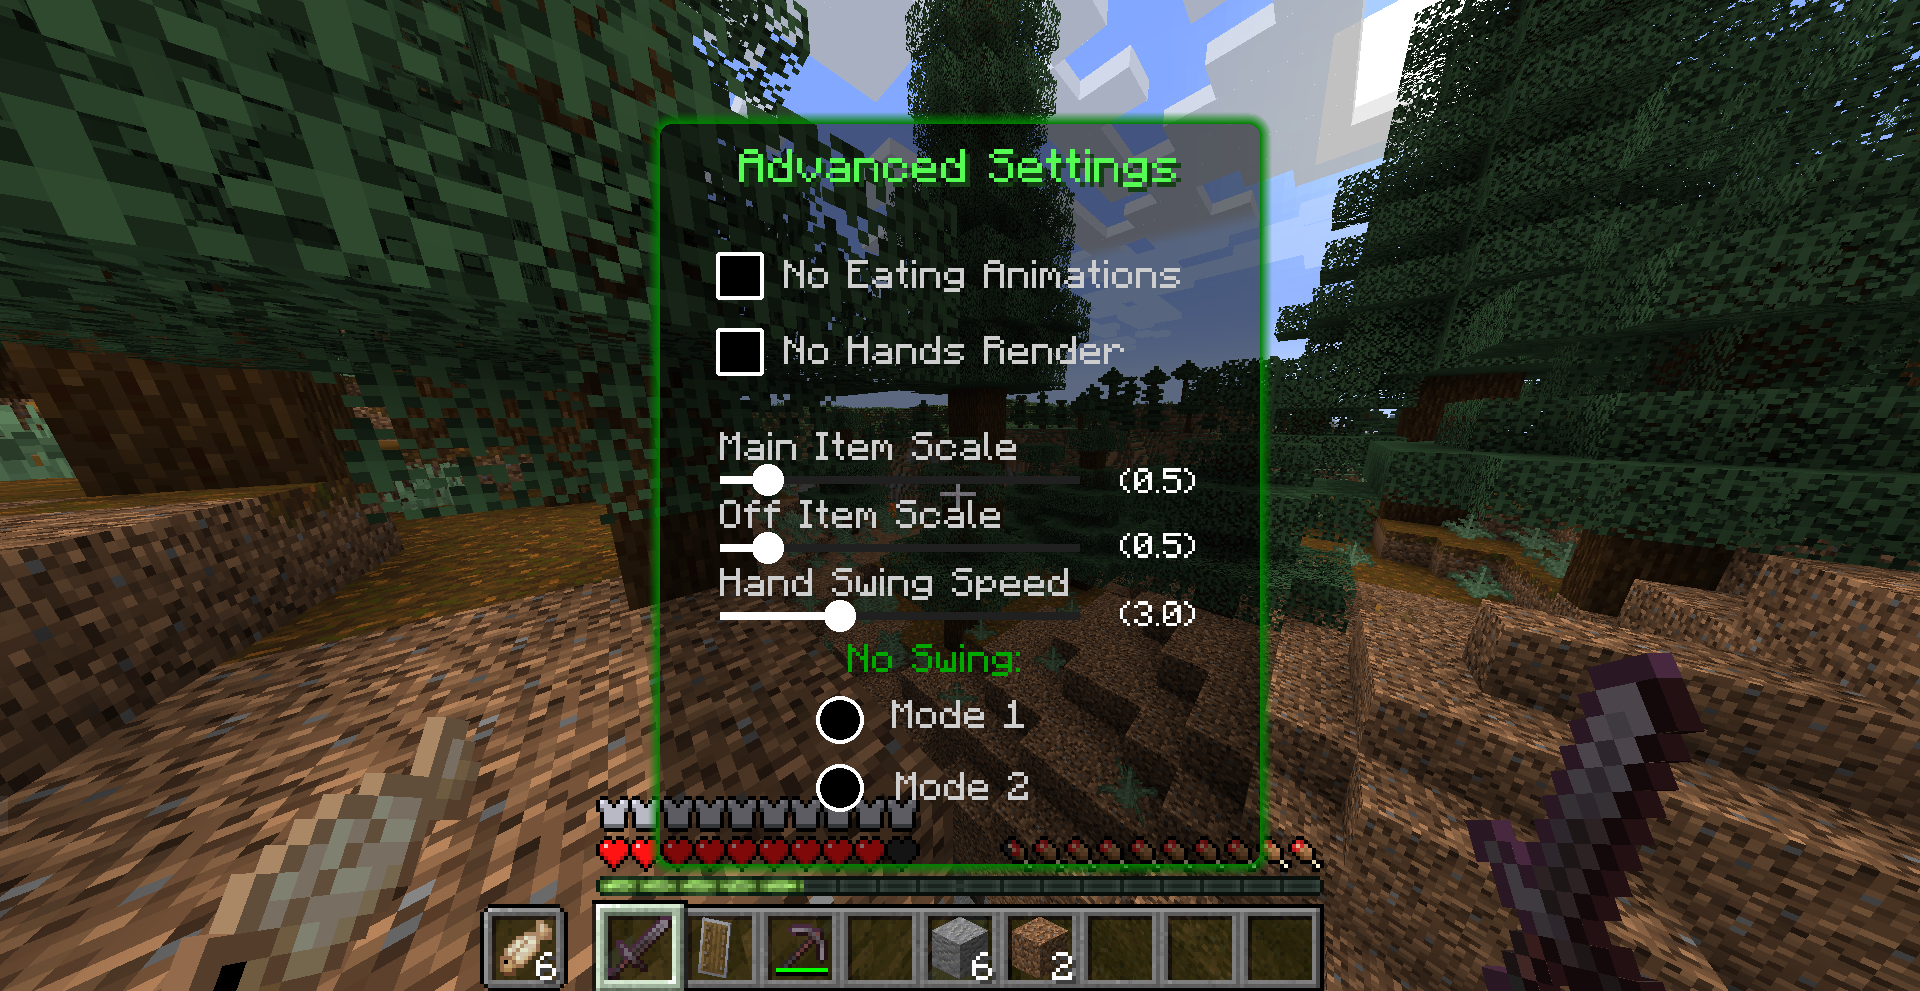 Advanced Settings
No Eating Animations
No Hands Render
Main Item Scale
(0.5)
Off Item Scale
(0.5)
Hand Swing Speed
(3.0)
No Swing:
Mode 1
Mode 2
6 6 2